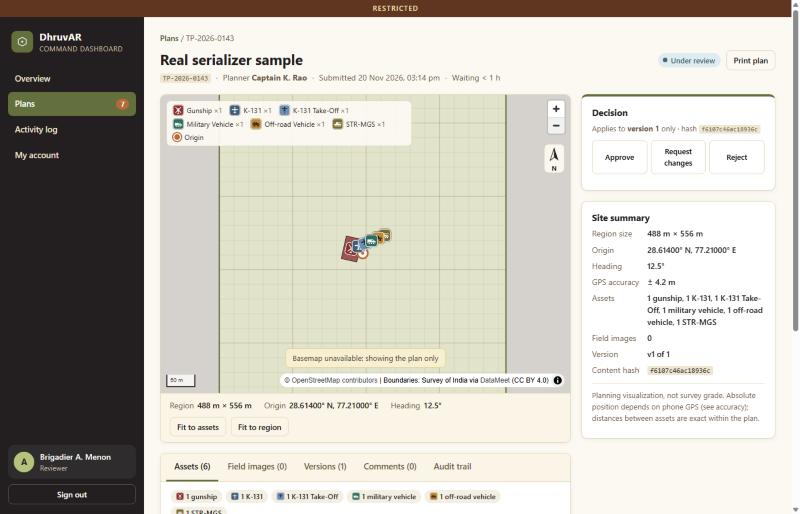 RESTRICTED
DhruvAR
COMMAND DASHBOARD
Overview
Plans 7
Activity log
My account
A Brigadier A. Menon
Reviewer
Sign out
Plans / TP-2026-0143
Real serializer sample
TP-2026-0143 · Planner Captain K. Rao · Submitted 20 Nov 2026, 03:14 pm · Waiting < 1 h
Under review
Print plan
Gunship ×1 K-131 ×1 K-131 Take-Off ×1
Military Vehicle ×1 Off-road Vehicle ×1 STR-MGS ×1
Origin
+
−
N
Basemap unavailable: showing the plan only
60 m
© OpenStreetMap contributors | Boundaries: Survey of India via DataMeet (CC BY 4.0)
Region 488 m × 556 m Origin 28.61400° N, 77.21000° E Heading 12.5°
Fit to assets Fit to region
Assets (6) Field images (0) Versions (1) Comments (0) Audit trail
1 gunship 1 K-131 1 K-131 Take-Off 1 military vehicle 1 off-road vehicle
1 STR-MGS
Decision
Applies to version 1 only · hash f6107c46ac18936c
Approve Request changes Reject
Site summary
Region size 488 m × 556 m
Origin 28.61400° N, 77.21000° E
Heading 12.5°
GPS accuracy ± 4.2 m
Assets 1 gunship, 1 K-131, 1 K-131 Take-
Off, 1 military vehicle, 1 off-road
vehicle, 1 STR-MGS
Field images 0
Version v1 of 1
Content hash f6107c46ac18936c
Planning visualization, not survey grade. Absolute
position depends on phone GPS (see accuracy);
distances between assets are exact within the plan.